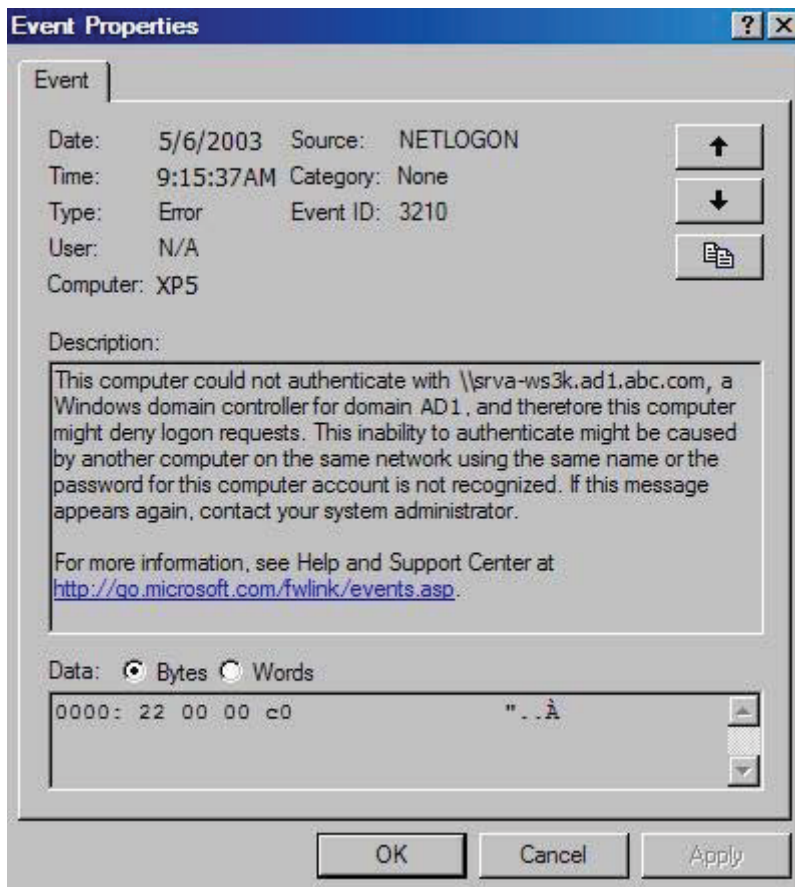 Event Properties
Event
Date: 5/6/2003 Source: NETLOGON
Time: 9:15:37AM Category: None
Type: Error Event ID: 3210
User: N/A
Computer: XP5
Description:
This computer could not authenticate with \\srva-ws3k.ad1.abc.com, a
Windows domain controller for domain AD1, and therefore this computer
might deny logon requests. This inability to authenticate might be caused
by another computer on the same network using the same name or the
password for this computer account is not recognized. If this message
appears again, contact your system administrator.
For more information, see Help and Support Center at
http://go.microsoft.com/fwlink/events.asp.
Data: Bytes Words
0000: 22 00 00 c0 "..À
OK Cancel Apply